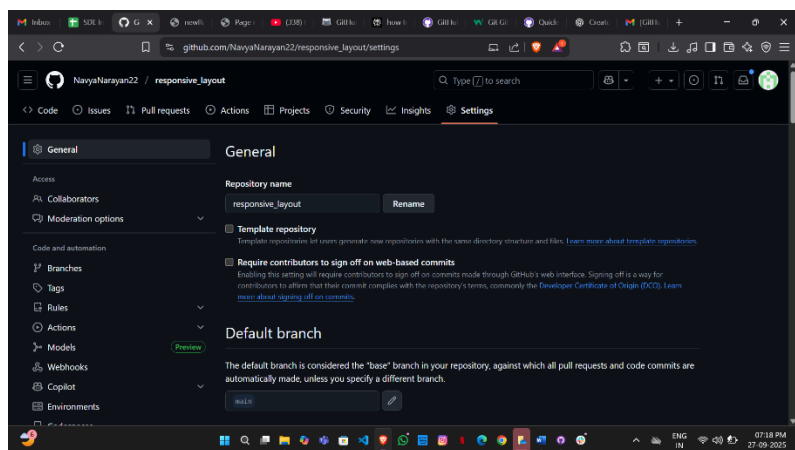 Inbox
SDE
G
newR
Page
(338)
GitHu
how t
GitHu
Git Gi
Quick
Creat
(GitH
github.com/NavyaNarayan22/responsive_layout/settings
NavyaNarayan22 / responsive_layout
Q Type / to search
Code
Issues
Pull requests
Actions
Projects
Security
Insights
Settings
General
Access
Collaborators
Moderation options
Code and automation
Branches
Tags
Rules
Actions
Models
Preview
Webhooks
Copilot
Environments
General
Repository name
responsive_layout
Rename
Template repository
Template repositories let users generate new repositories with the same directory structure and files. Learn more about template repositories.
Require contributors to sign off on web-based commits
Enabling this setting will require contributors to sign off on commits made through GitHub's web interface. Signing off is a way for
contributors to affirm that their commit complies with the repository's terms, commonly the Developer Certificate of Origin (DCO). Learn
more about signing off on commits.
Default branch
The default branch is considered the "base" branch in your repository, against which all pull requests and code commits are
automatically made, unless you specify a different branch.
main
ENG
IN
07:18 PM
27-09-2025